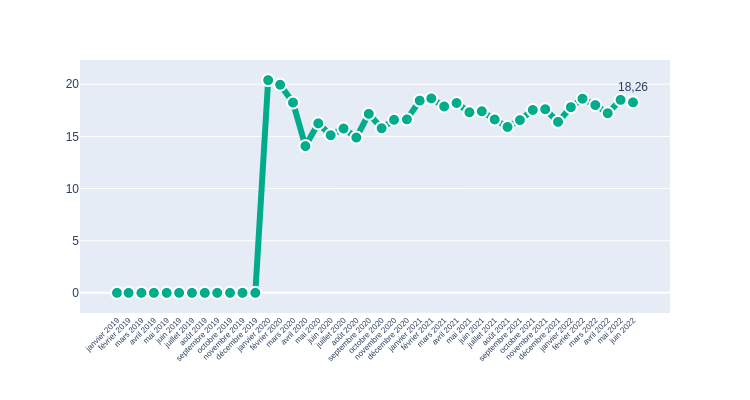 20
15
10
5
0
18,26
janvier 2019
février 2019
mars 2019
avril 2019
mai 2019
juin 2019
juillet 2019
août 2019
septembre 2019
octobre 2019
novembre 2019
décembre 2019
janvier 2020
février 2020
mars 2020
avril 2020
mai 2020
juin 2020
juillet 2020
août 2020
septembre 2020
octobre 2020
novembre 2020
décembre 2020
janvier 2021
février 2021
mars 2021
avril 2021
mai 2021
juin 2021
juillet 2021
août 2021
septembre 2021
octobre 2021
novembre 2021
décembre 2021
janvier 2022
février 2022
mars 2022
avril 2022
mai 2022
juin 2022